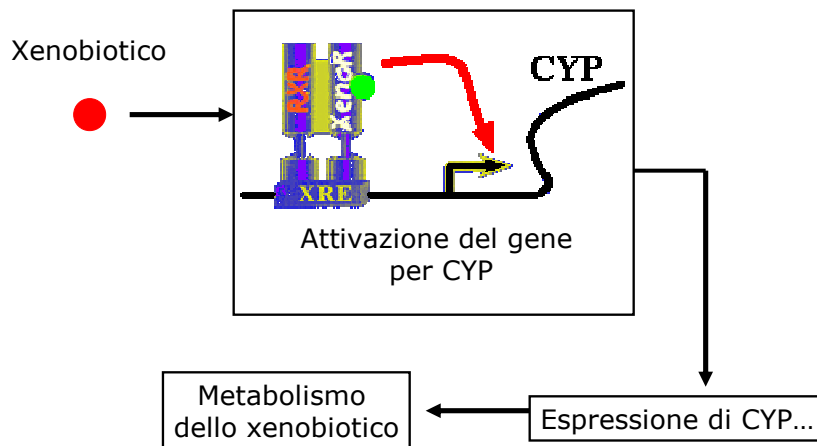 Xenobiotico
RXR
XenoR
CYP
XRE
Attivazione del gene
per CYP
Metabolismo
dello xenobiotico
Espressione di CYP...